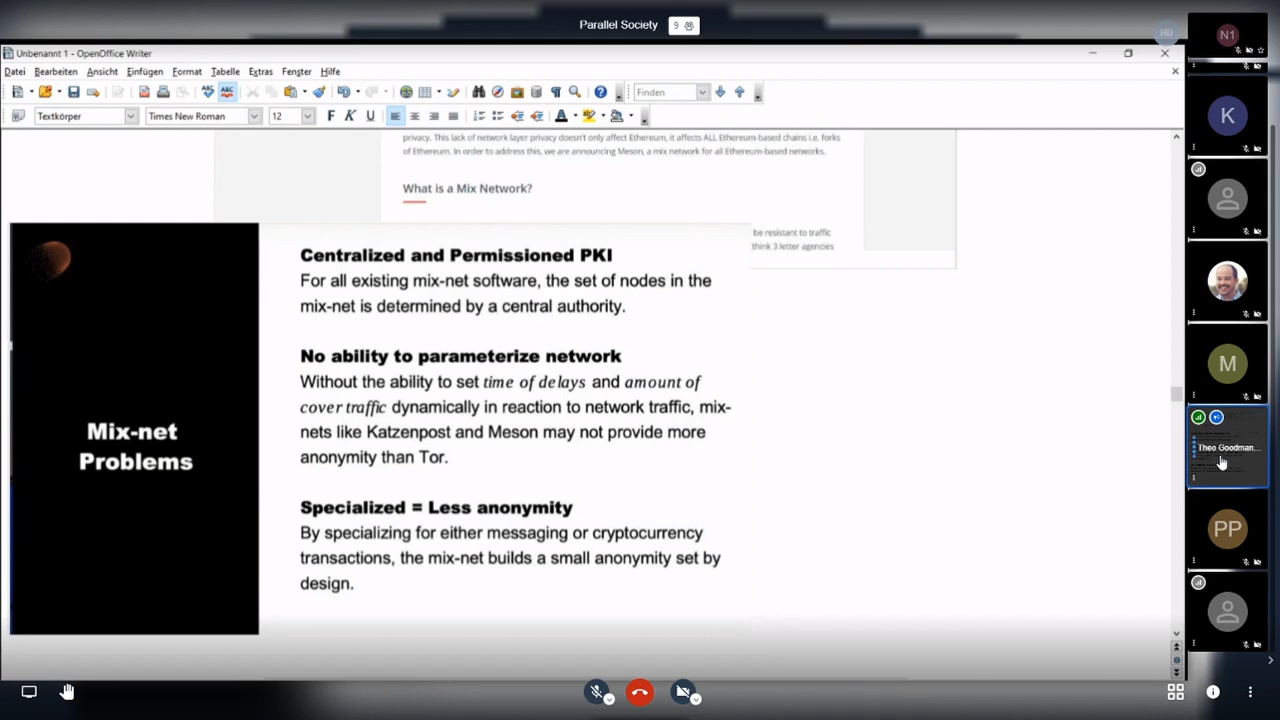 Parallel Society 9
HD
N1
Unbenannt 1 - OpenOffice Writer
Datei Bearbeiten Ansicht Einfügen Format Tabelle Extras Fenster Hilfe
ABC ABC Finden
Textkörper Times New Roman 12 F K U
privacy. This lack of network layer privacy doesn't only affect Ethereum, it affects ALL Ethereum-based chains i.e. forks
of Ethereum. In order to address this, we are announcing Meson, a mix network for all Ethereum-based networks.
What is a Mix Network?
be resistant to traffic
think 3 letter agencies
Mix-net
Problems
Centralized and Permissioned PKI
For all existing mix-net software, the set of nodes in the
mix-net is determined by a central authority.
No ability to parameterize network
Without the ability to set time of delays and amount of
cover traffic dynamically in reaction to network traffic, mix-
nets like Katzenpost and Meson may not provide more
anonymity than Tor.
Specialized = Less anonymity
By specializing for either messaging or cryptocurrency
transactions, the mix-net builds a small anonymity set by
design.
K
M
Theo Goodman...
PP